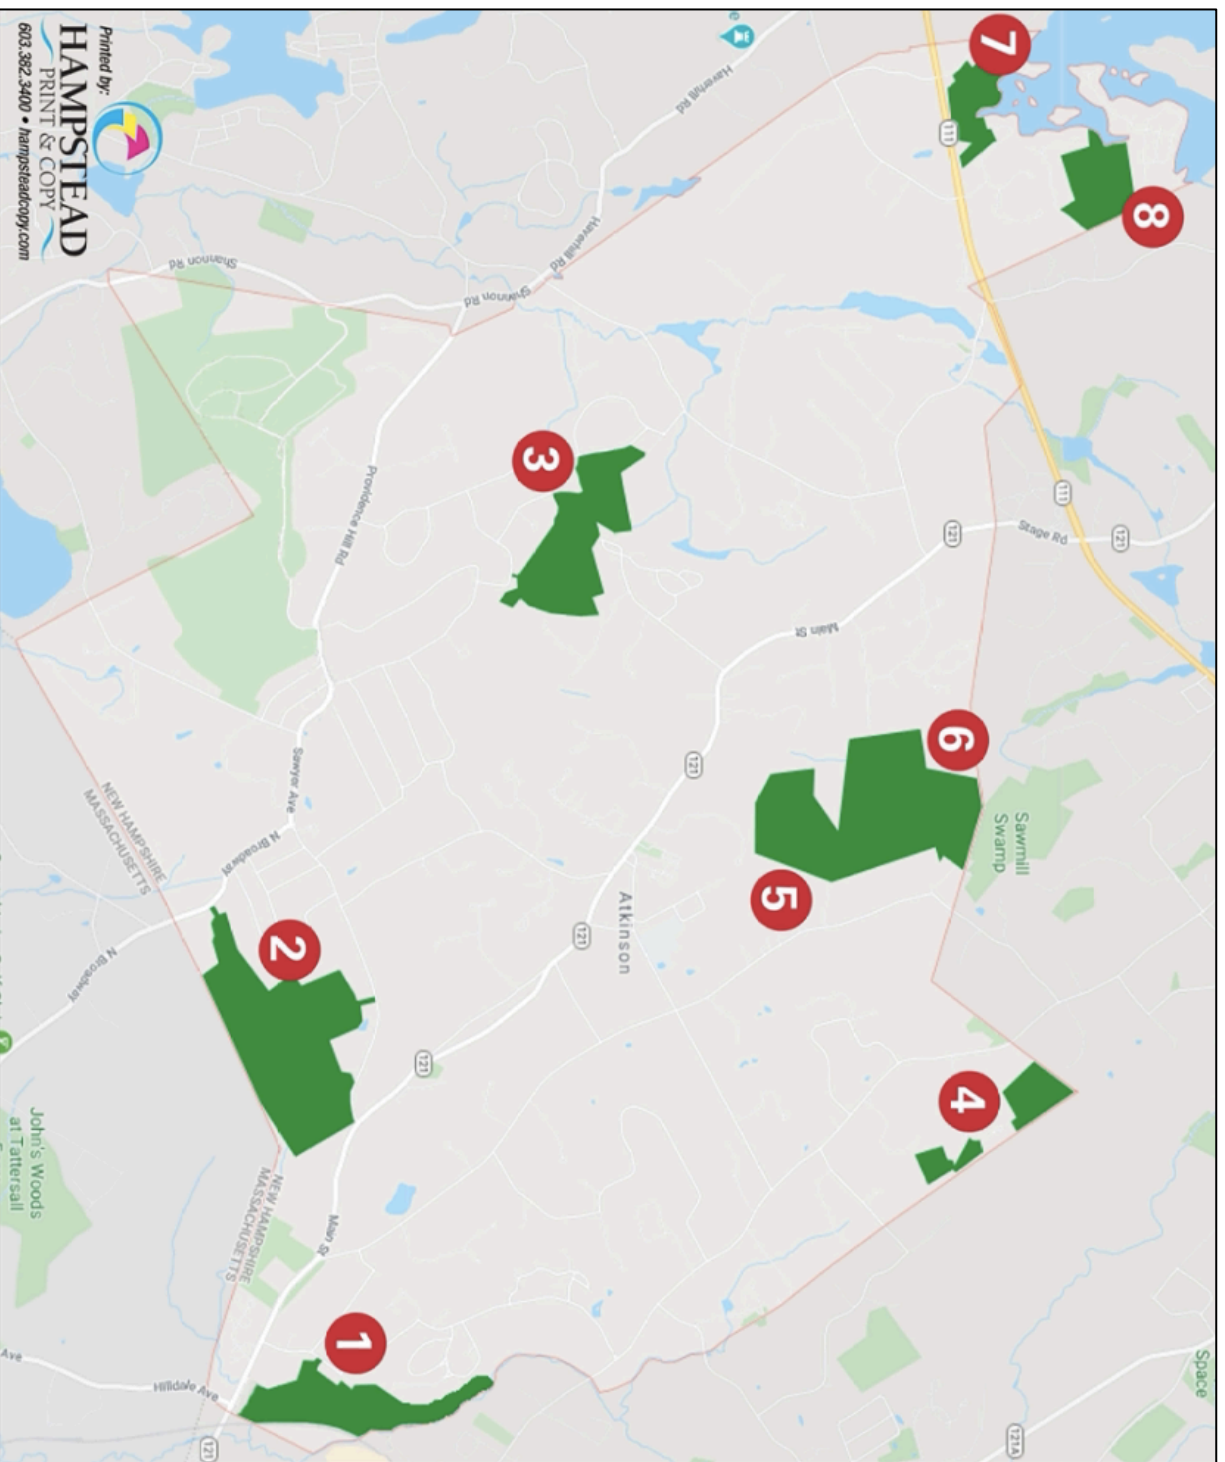 Printed by:
HAMPSTEAD
PRINT & COPY
603.382.3400 • hampsteadcopy.com
7
8
3
6
5
2
4
1
111
111
121
121
121
121
121
121
121A
Haverhill Rd
Haverhill Rd
Shannon Rd
Shannon Rd
Providence Hill Rd
Stage Rd
Main St
Sawyer Ave
N Broadway
N Broadway
Sawmill
Swamp
Atkinson
NEW HAMPSHIRE
MASSACHUSETTS
NEW HAMPSHIRE
MASSACHUSETTS
John's Woods
at Tattersall
Main St
Hilldale Ave
Ave
Space